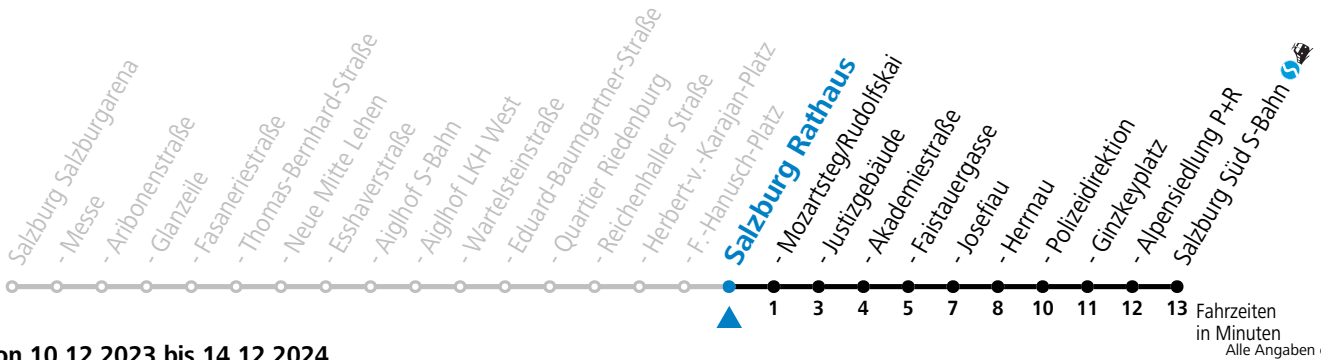 Salzburg Salzburgarena
- Messe
- Aribonenstraße
- Glanzeile
- Fasaneriestraße
- Thomas-Bernhard-Straße
- Neue Mitte Lehen
- Esshaverstraße
- Aiglhof S-Bahn
- Aiglhof LKH West
- Wartelsteinstraße
- Eduard-Baumgartner-Straße
- Quartier Riedenburg
- Reichenhaller Straße
- Herbert-v.-Karajan-Platz
- F.-Hanusch-Platz
Salzburg Rathaus
- Mozartsteg/Rudolfskai
- Justizgebäude
- Akademiestraße
- Faistauergasse
- Josefiau
- Herrnau
- Polizeidirektion
- Ginzkeyplatz
- Alpensiedlung P+R
Salzburg Süd S-Bahn
1 3 4 5 7 8 10 11 12 13 Fahrzeiten
in Minuten
Alle Angaben
on 10.12.2023 bis 14.12.2024